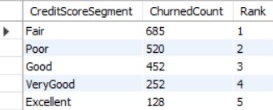 CreditScoreSegment ChurnedCount Rank
Fair 685 1
Poor 520 2
Good 452 3
VeryGood 252 4
Excellent 128 5